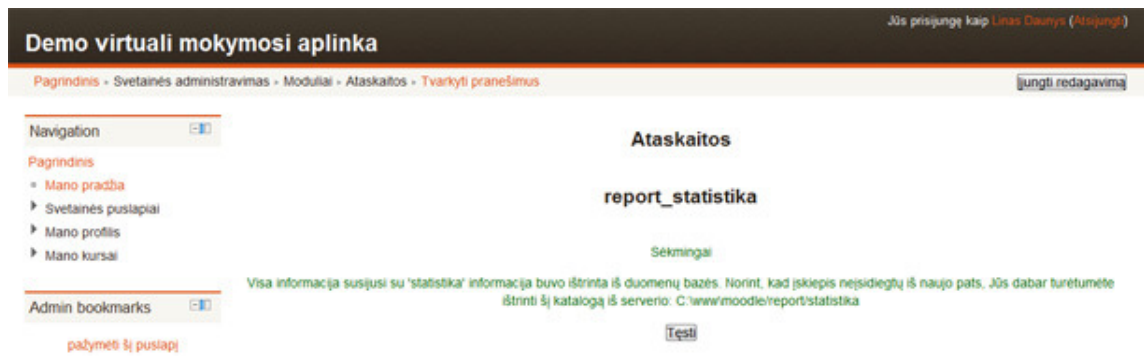 Jūs prisijungę kaip Linas Daunys (Atsijungti)
Demo virtuali mokymosi aplinka
Pagrindinis - Svetainės administravimas - Moduliai - Ataskaitos - Tvarkyti pranešimus
Įjungti redagavimą
Navigation
Pagrindinis
Mano pradžia
Svetainės puslapiai
Mano profilis
Mano kursai
Admin bookmarks
pažymėti šį puslapį
Ataskaitos
report_statistika
Sėkmingai
Visa informacija susijusi su 'statistika' informacija buvo ištrinta iš duomenų bazės. Norint, kad įskiepis neįsidiegtų iš naujo pats, Jūs dabar turėtumėte
ištrinti šį katalogą iš serverio: C:\www\moodle/report/statistika
Tęsti